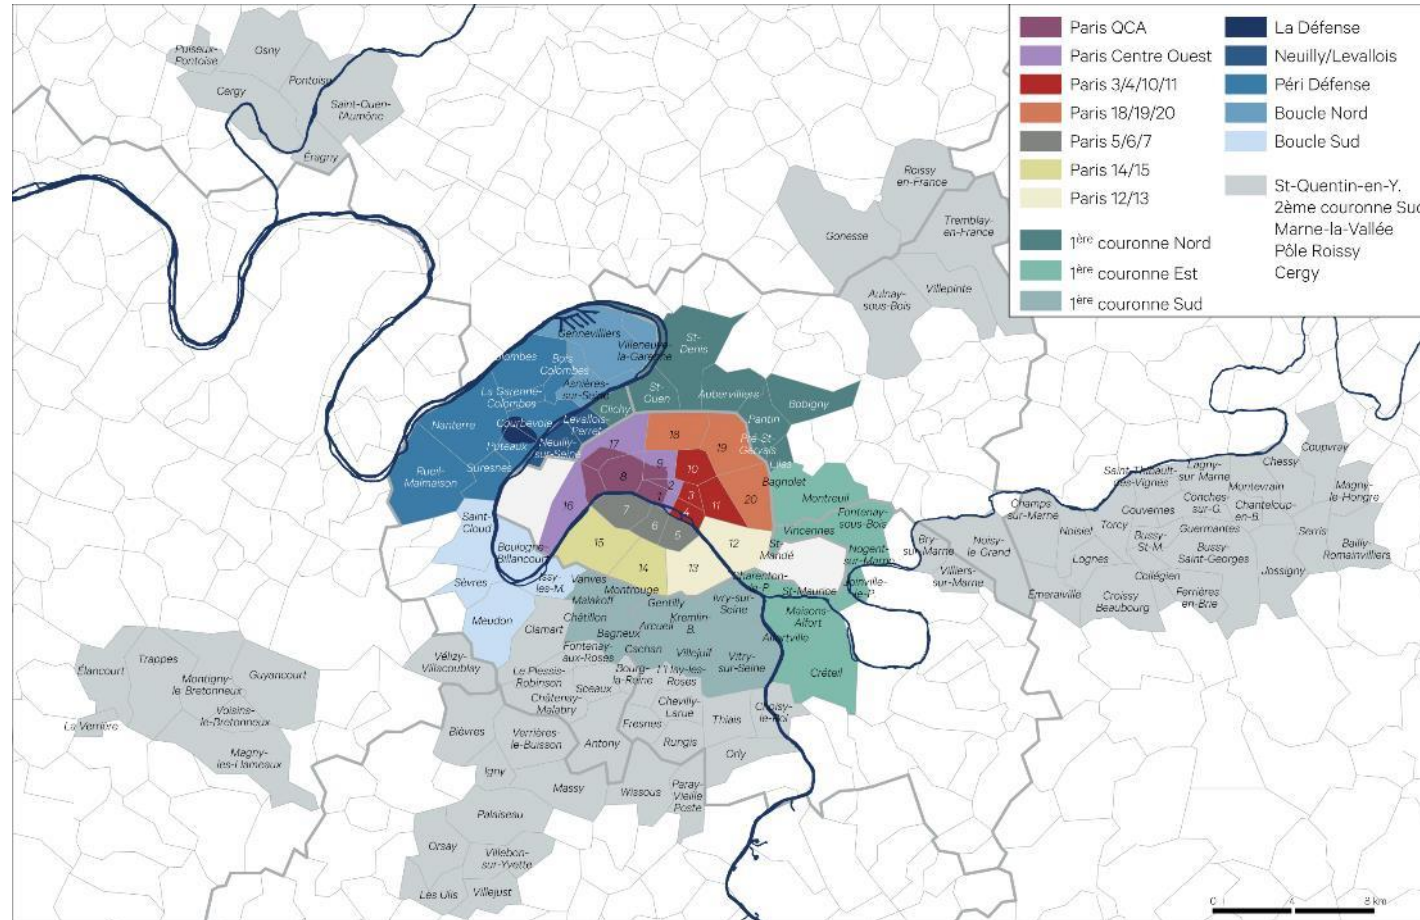 Paris QCA
Paris Centre Ouest
Paris 3/4/10/11
Paris 18/19/20
Paris 5/6/7
Paris 14/15
Paris 12/13
1ère couronne Nord
1ère couronne Est
1ère couronne Sud
La Défense
Neuilly/Levallois
Péri Défense
Boucle Nord
Boucle Sud
St-Quentin-en-Y.
2ème couronne Sud
Marne-la-Vallée
Pôle Roissy
Cergy
Puiseux-
Pontoise
Osny
Pontoise
Cergy
Saint-Ouen-
l'Aumône
Éragny
Roissy
en-France
Tremblay-
en-France
Gonesse
Aulnay-
sous-Bois
Villepinte
Gennevilliers
Villeneuve-
la-Garenne
St-
Denis
Colombes
Bois
Colombes
Asnières-
sur-Seine
La Garenne-
Colombes
St-
Ouen
Aubervilliers
Bobigny
Clichy
Pantin
Pré-St
Gervais
Nanterre
Courbevoie
Levallois-
Perret
Neuilly-
sur-Seine
Puteaux
Suresnes
Rueil-
Malmaison
17
18
19
9
10
8
2
1
3
4
11
20
16
7
6
5
15
14
13
12
Lilas
Bagnolet
Montreuil
Fontenay-
sous-Bois
Vincennes
St-
Mandé
Nogent-
sur-Marne
Charenton-
le-P.
St-Maurice
Joinville-
le-P.
Maisons-
Alfort
Alfortville
Créteil
Saint-
Cloud
Boulogne-
Billancourt
Sèvres
Issy-
les-M.
Meudon
Vanves
Malakoff
Montrouge
Gentilly
Ivry-sur-
Seine
Châtillon
Bagneux
Arcueil
Kremlin-
B.
Clamart
Fontenay-
aux-Roses
Cachan
Villejuif
Vitry-
sur-Seine
Bourg-
la-Reine
L'Haÿ-les-
Roses
Vélizy-
Villacoublay
Le Plessis-
Robinson
Sceaux
Châtenay-
Malabry
Chevilly-
Larue
Fresnes
Thiais
Choisy-
le-Roi
Bièvres
Verrières-
le-Buisson
Antony
Rungis
Orly
Igny
Massy
Wissous
Paray-
Vieille
Poste
Palaiseau
Orsay
Villebon-
sur-Yvette
Les Ulis
Villejust
Élancourt
Trappes
Guyancourt
Montigny-
le Bretonneux
Voisins-
le-Bretonneux
La Verrière
Magny-
les-Hameaux
Bry-
sur-Marne
Noisy-
le-Grand
Villiers-
sur-Marne
Champs
sur-Marne
Noisiel
Torcy
Lognes
Emerainville
Croissy
Beaubourg
Collégien
Saint-Thibault-
des-Vignes
Gouvernes
Lagny-
sur Marne
Conches-
sur-G.
Guermantes
Bussy-
St-M.
Bussy-
Saint-Georges
Ferrières
en-Brie
Montevrain
Chanteloup-
en-B.
Jossigny
Chessy
Coupvray
Serris
Magny-
le-Hongre
Bailly-
Romainvilliers
0 4 8 km